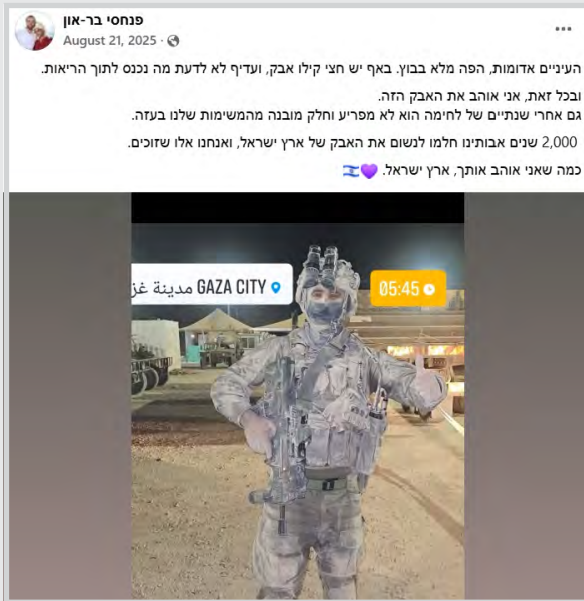 פנחסי בר-און
August 21, 2025 ·
העיניים אדומות, הפה מלא בבוץ. באף יש חצי קילו אבק, ועדיף לא לדעת מה נכנס לתוך הריאות.
ובכל זאת, אני אוהב את האבק הזה.
גם אחרי שנתיים של לחימה הוא לא מפריע וחלק מובנה מהמשימות שלנו בעזה.
2,000 שנים אבותינו חלמו לנשום את האבק של ארץ ישראל, ואנחנו אלו שזוכים.
כמה שאני אוהב אותך, ארץ ישראל. 💜🇮🇱
GAZA CITY مدينة غز
05:45